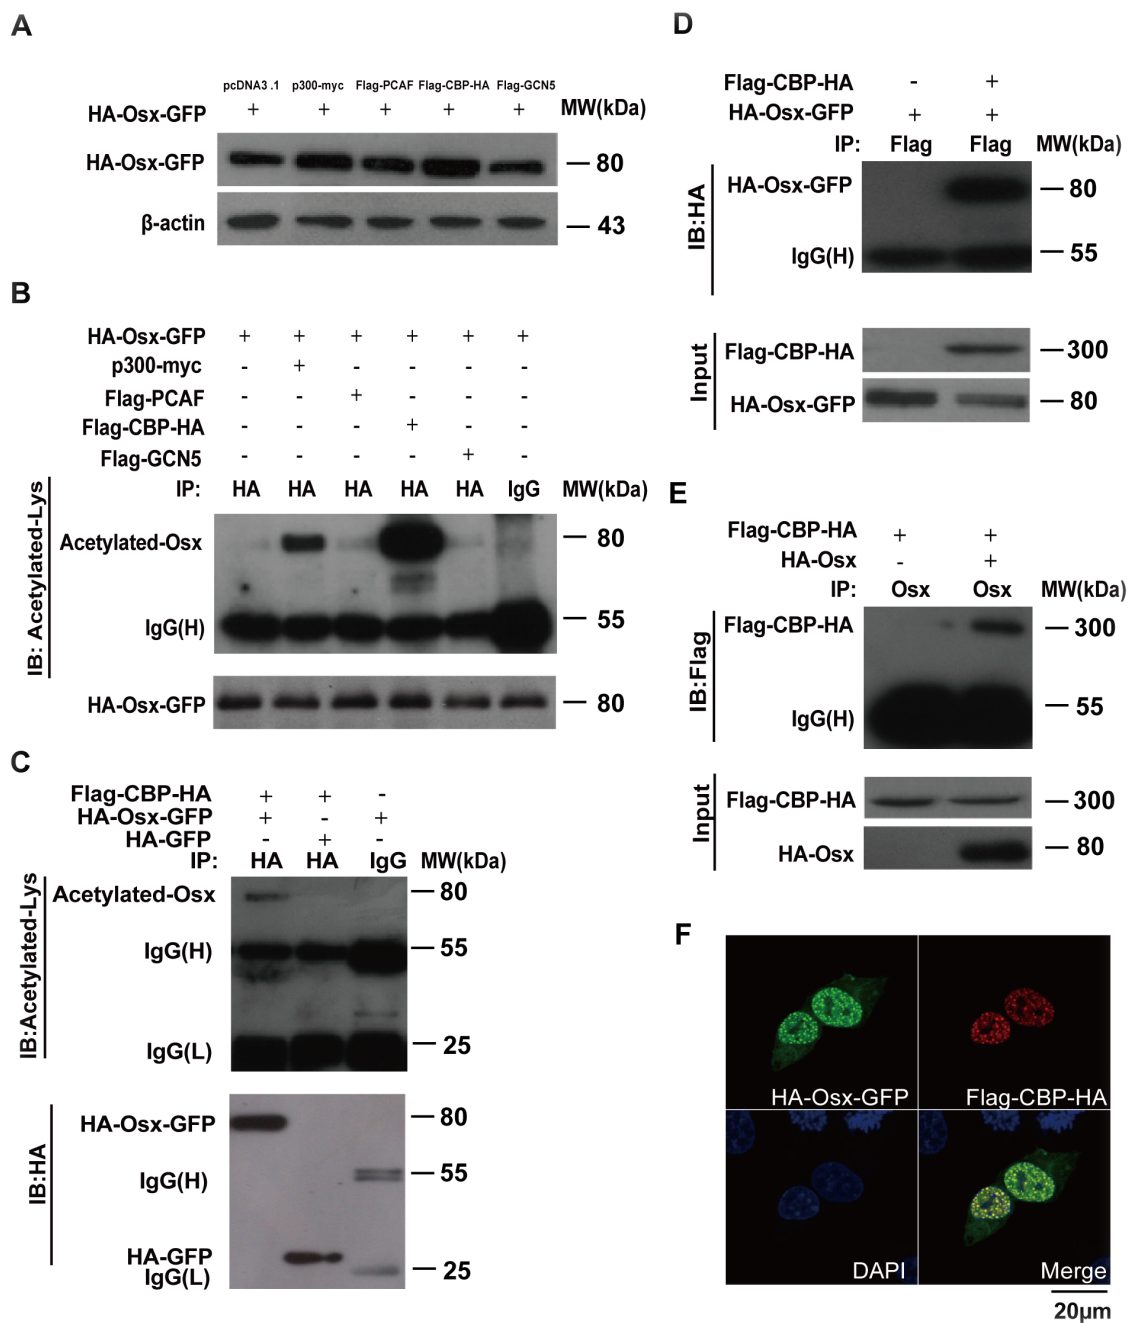 A
pcDNA3 .1 p300-myc Flag-PCAF Flag-CBP-HA Flag-GCN5
HA-Osx-GFP + + + + + MW(kDa)
HA-Osx-GFP — 80
β-actin — 43
B
HA-Osx-GFP + + + + + +
p300-myc - + - - - -
Flag-PCAF - - + - - -
Flag-CBP-HA - - - + - -
Flag-GCN5 - - - - + -
IP: HA HA HA HA HA IgG MW(kDa)
IB: Acetylated-Lys
Acetylated-Osx — 80
IgG(H) — 55
HA-Osx-GFP — 80
C
Flag-CBP-HA + + -
HA-Osx-GFP + - +
HA-GFP - + -
IP: HA HA IgG MW(kDa)
IB:Acetylated-Lys
Acetylated-Osx — 80
IgG(H) — 55
IgG(L) — 25
IB:HA
HA-Osx-GFP — 80
IgG(H) — 55
HA-GFP
IgG(L) — 25
D
Flag-CBP-HA - +
HA-Osx-GFP + +
IP: Flag Flag MW(kDa)
IB:HA
HA-Osx-GFP — 80
IgG(H) — 55
Input
Flag-CBP-HA — 300
HA-Osx-GFP — 80
E
Flag-CBP-HA + +
HA-Osx - +
IP: Osx Osx MW(kDa)
IB:Flag
Flag-CBP-HA — 300
IgG(H) — 55
Input
Flag-CBP-HA — 300
HA-Osx — 80
F
HA-Osx-GFP Flag-CBP-HA
DAPI Merge
20μm